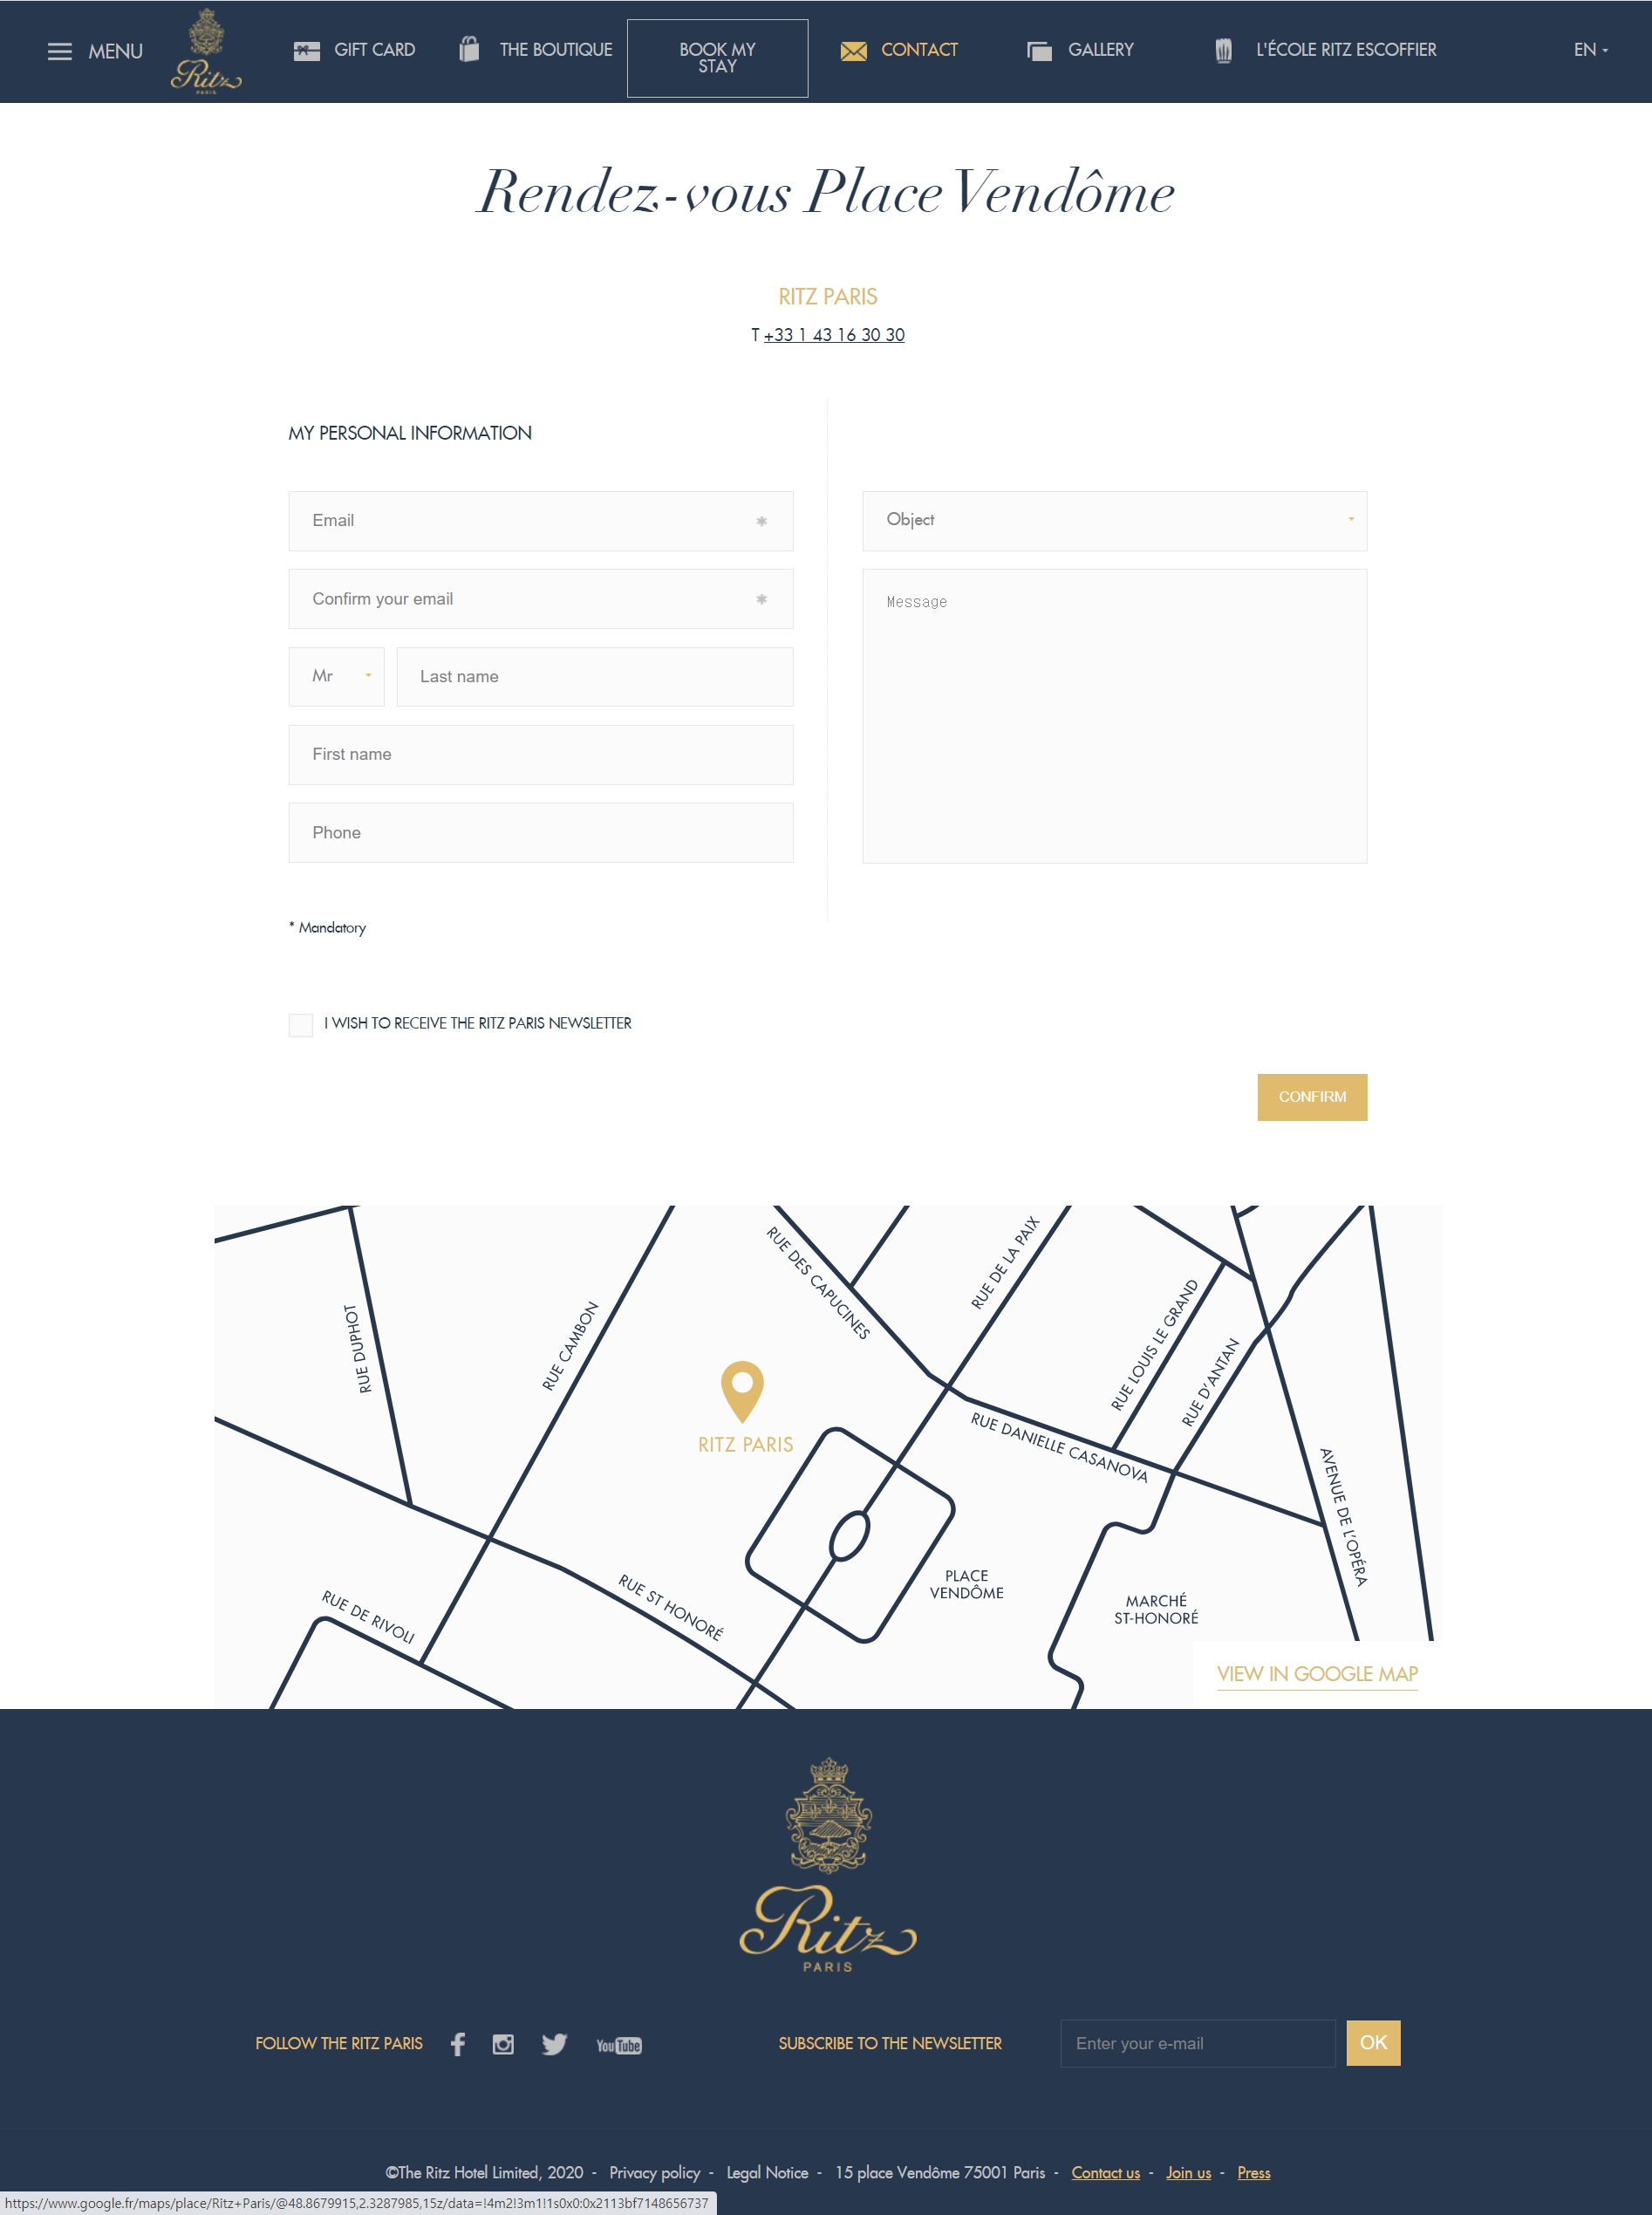 MENU
Ritz
PARIS
GIFT CARD
THE BOUTIQUE
BOOK MY
STAY
CONTACT
GALLERY
L'ÉCOLE RITZ ESCOFFIER
EN
Rendez-vous Place Vendôme
RITZ PARIS
T +33 1 43 16 30 30
MY PERSONAL INFORMATION
Email *
Confirm your email *
Mr
Last name
First name
Phone
Object
Message
* Mandatory
I WISH TO RECEIVE THE RITZ PARIS NEWSLETTER
CONFIRM
RUE DUPHOT
RUE CAMBON
RUE DES CAPUCINES
RUE DE LA PAIX
RUE LOUIS LE GRAND
RUE D'ANTAN
RITZ PARIS
RUE DANIELLE CASANOVA
AVENUE DE L'OPÉRA
RUE DE RIVOLI
RUE ST HONORÉ
PLACE
VENDÔME
MARCHÉ
ST-HONORÉ
VIEW IN GOOGLE MAP
Ritz
PARIS
FOLLOW THE RITZ PARIS
You Tube
SUBSCRIBE TO THE NEWSLETTER
Enter your e-mail
OK
©The Ritz Hotel Limited, 2020 - Privacy policy - Legal Notice - 15 place Vendôme 75001 Paris - Contact us - Join us - Press
https://www.google.fr/maps/place/Ritz+Paris/@48.8679915,2.3287985,15z/data=!4m2!3m1!1s0x0:0x2113bf7148656737